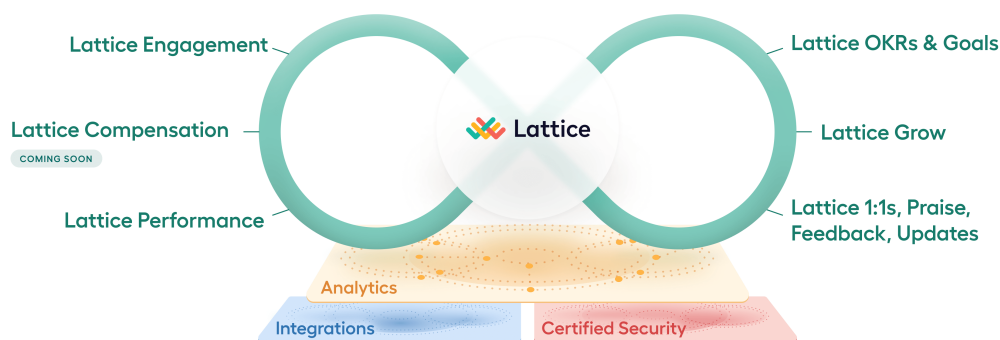 Lattice Engagement
Lattice Compensation
COMING SOON
Lattice Performance
Lattice
Lattice OKRs & Goals
Lattice Grow
Lattice 1:1s, Praise,
Feedback, Updates
Analytics
Integrations
Certified Security